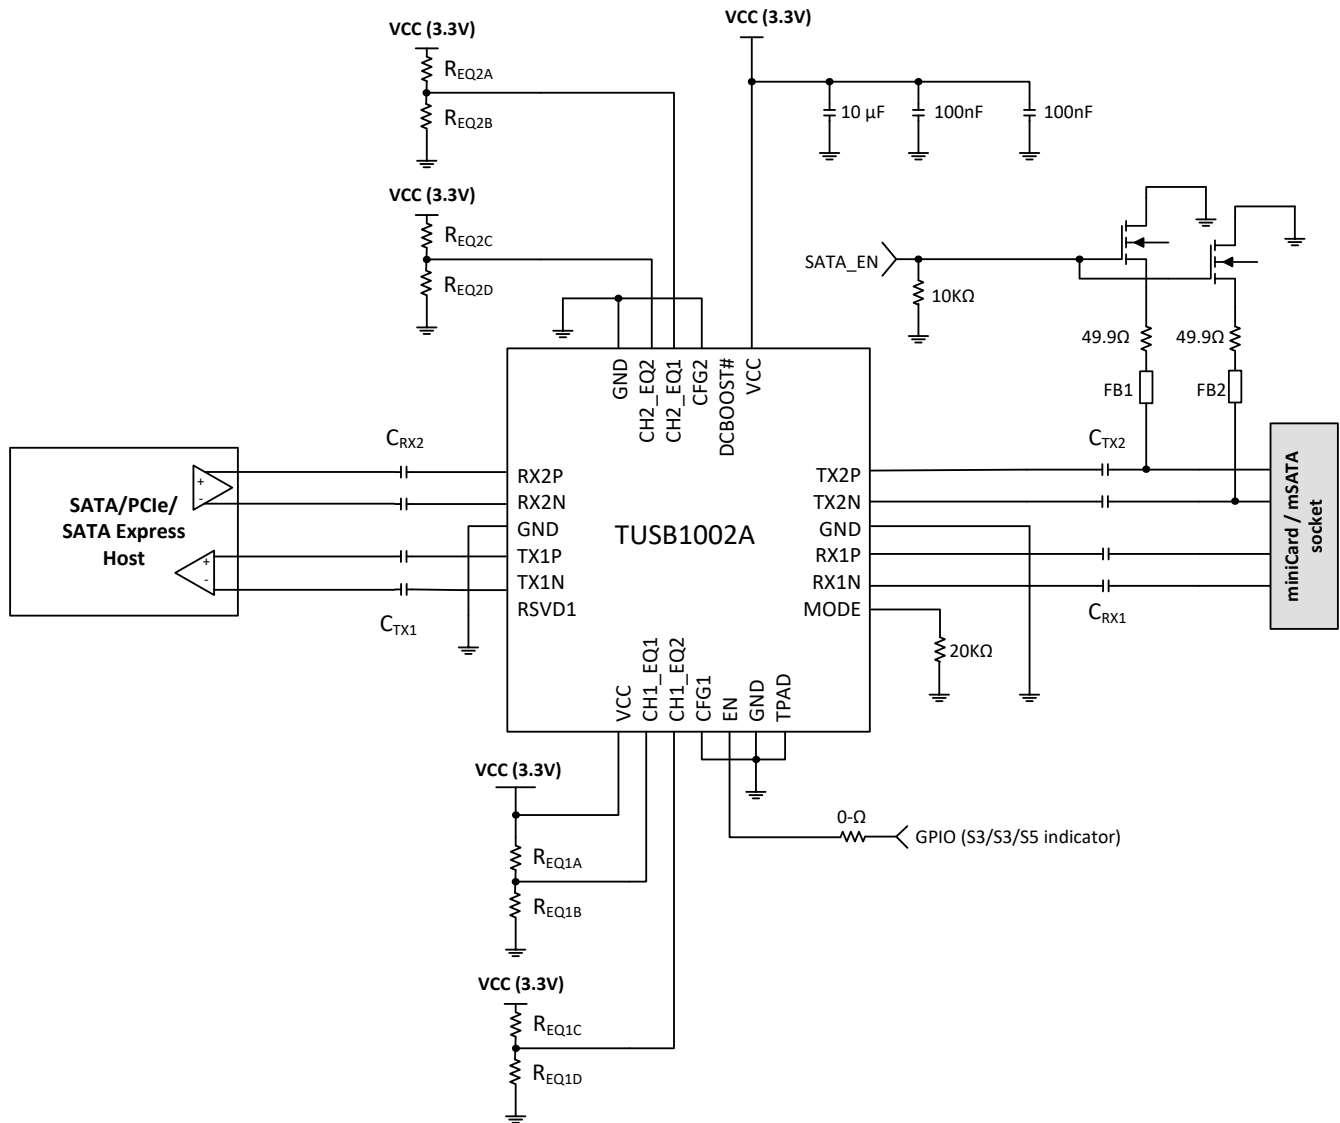 VCC (3.3V)
VCC (3.3V)
REQ2A
REQ2B
10 µF
100nF
100nF
VCC (3.3V)
REQ2C
REQ2D
SATA_EN
10KΩ
49.9Ω
49.9Ω
FB1
FB2
GND
CH2_EQ2
CH2_EQ1
CFG2
DCBOOST#
VCC
CRX2
CTX2
SATA/PCIe/
SATA Express
Host
+
-
+
-
CTX1
RX2P
RX2N
GND
TX1P
TX1N
RSVD1
TUSB1002A
TX2P
TX2N
GND
RX1P
RX1N
MODE
CRX1
20KΩ
miniCard / mSATA
socket
VCC
CH1_EQ1
CH1_EQ2
CFG1
EN
GND
TPAD
VCC (3.3V)
REQ1A
REQ1B
0-Ω
GPIO (S3/S3/S5 indicator)
VCC (3.3V)
REQ1C
REQ1D